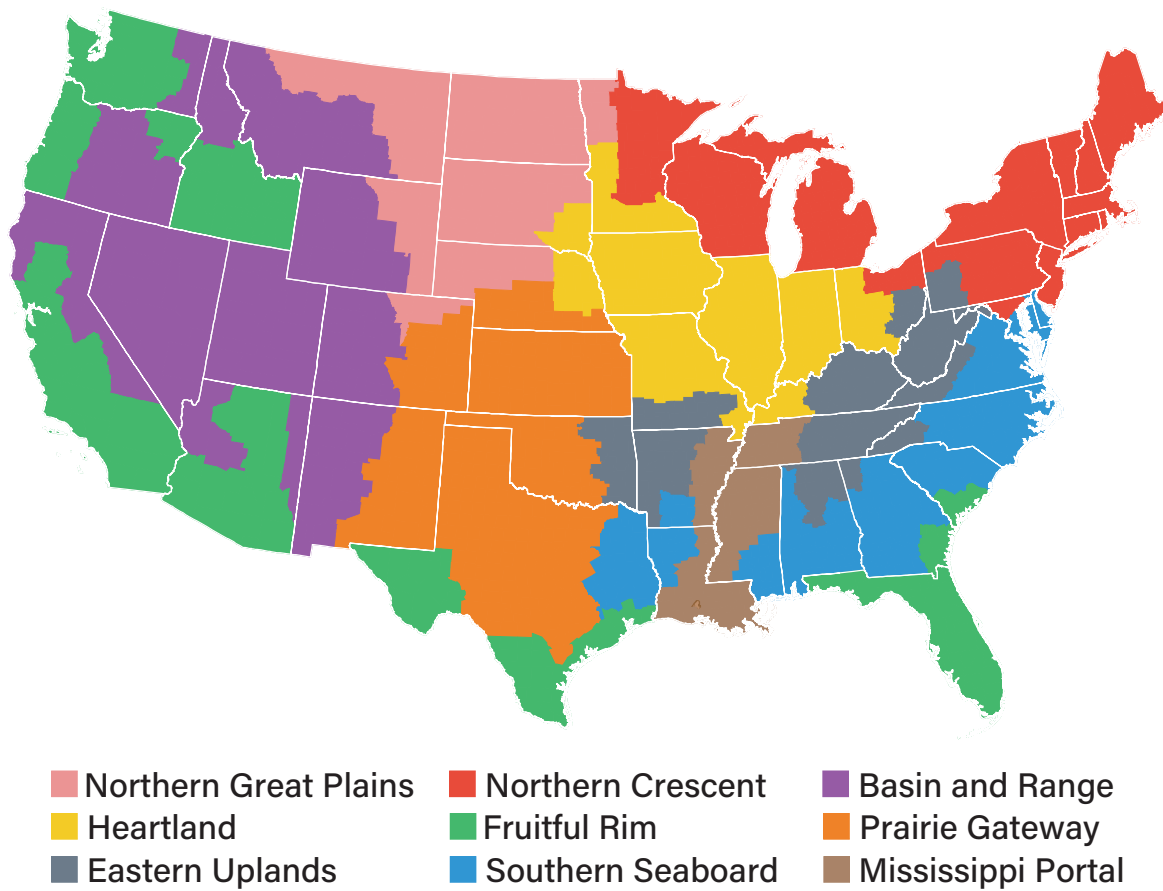 Northern Great Plains
Northern Crescent
Basin and Range
Heartland
Fruitful Rim
Prairie Gateway
Eastern Uplands
Southern Seaboard
Mississippi Portal